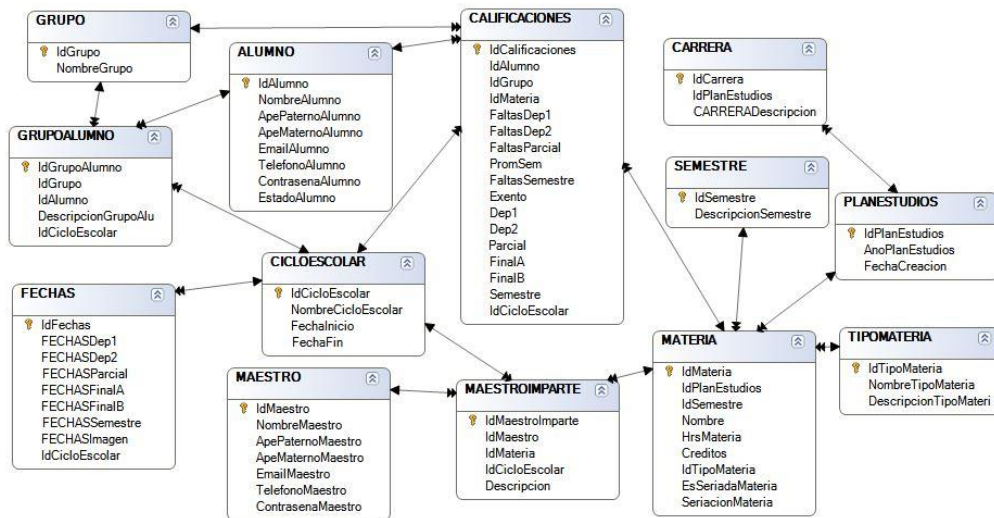 GRUPO
IdGrupo
NombreGrupo
ALUMNO
IdAlumno
NombreAlumno
ApePaternoAlumno
ApeMaternoAlumno
EmailAlumno
TelefonoAlumno
ContrasenaAlumno
EstadoAlumno
CALIFICACIONES
IdCalificaciones
IdAlumno
IdGrupo
IdMateria
FaltasDep1
FaltasDep2
FaltasParcial
PromSem
FaltasSemestre
Exento
Dep1
Dep2
Parcial
FinalA
FinalB
Semestre
IdCicloEscolar
CARRERA
IdCarrera
IdPlanEstudios
CARRERADescripcion
GRUPOALUMNO
IdGrupoAlumno
IdGrupo
IdAlumno
DescripcionGrupoAlu
IdCicloEscolar
SEMESTRE
IdSemestre
DescripcionSemestre
PLANESTUDIOS
IdPlanEstudios
AnoPlanEstudios
FechaCreacion
CICLOESCOLAR
IdCicloEscolar
NombreCicloEscolar
FechaInicio
FechaFin
FECHAS
IdFechas
FECHASDep1
FECHASDep2
FECHASParcial
FECHASFinalA
FECHASFinalB
FECHASSemestre
FECHASImagen
IdCicloEscolar
MAESTRO
IdMaestro
NombreMaestro
ApePaternoMaestro
ApeMaternoMaestro
EmailMaestro
TelefonoMaestro
ContrasenaMaestro
MAESTROIMPARTE
IdMaestroImparte
IdMaestro
IdMateria
IdCicloEscolar
Descripcion
MATERIA
IdMateria
IdPlanEstudios
IdSemestre
Nombre
HrsMateria
Creditos
IdTipoMateria
EsSeriadaMateria
SeriacionMateria
TIPOMATERIA
IdTipoMateria
NombreTipoMateria
DescripcionTipoMateri